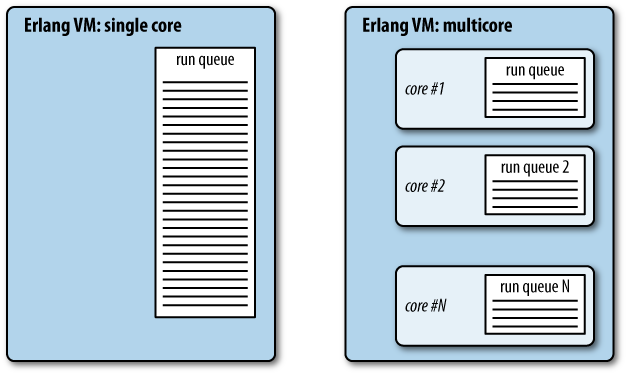 Erlang VM: single core
run queue
Erlang VM: multicore
core #1
run queue
core #2
run queue 2
core #N
run queue N